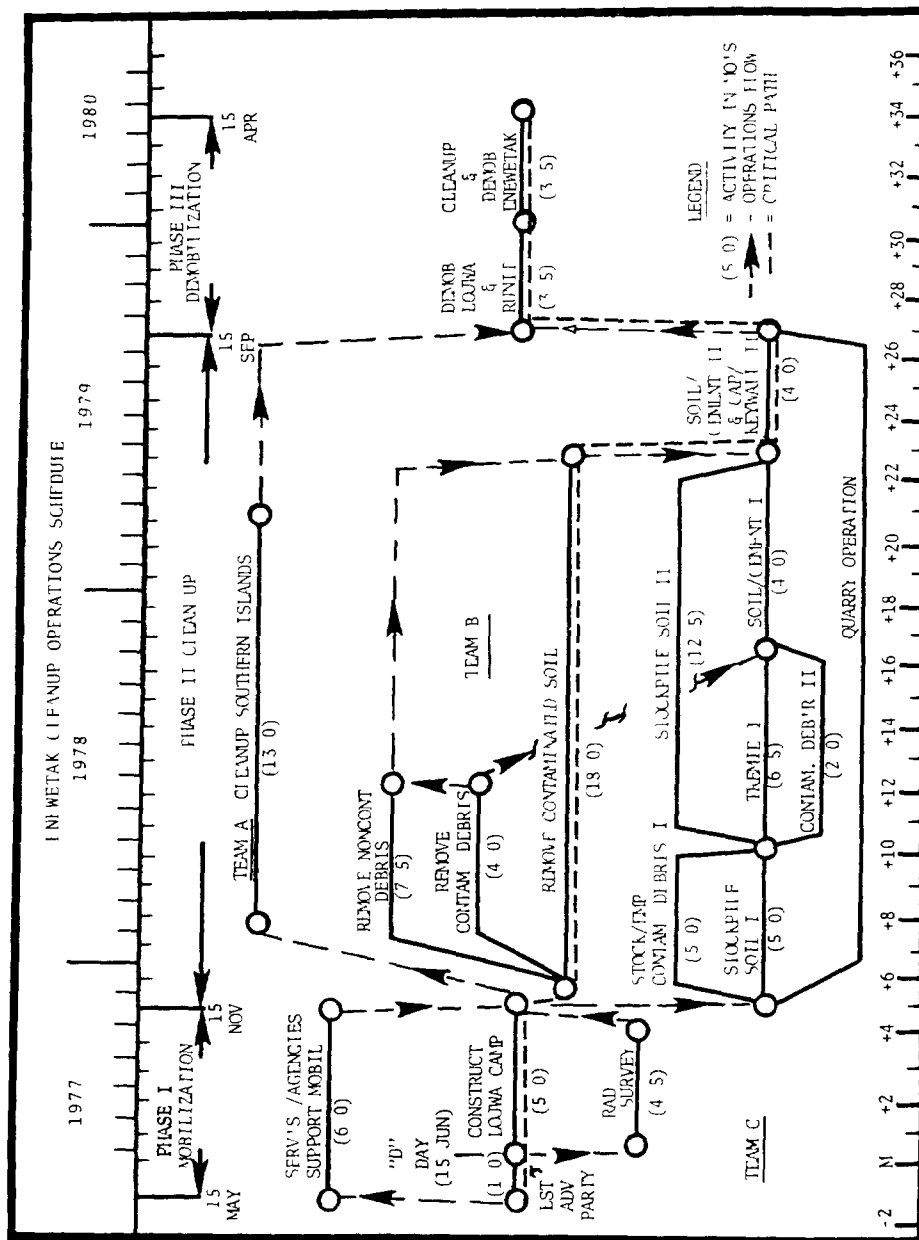 ENEWETAK CLEANUP OPERATIONS SCHEDULE
1977
1978
1979
1980
PHASE I
MOBILIZATION
PHASE II CLEAN UP
PHASE III
DEMOBILIZATION
15
MAY
15
NOV
15
SEP
15
APR
TEAM A CLEANUP SOUTHERN ISLANDS
(13 0)
SERV'S /AGENCIES
SUPPORT MOBIL
(6 0)
"D"
DAY
(15 JUN)
(1 0)
LST
ADV
PARTY
CONSTRUCT
LOJWA CAMP
(5 0)
RAD
SURVEY
(4 5)
REMOVE NONCONT
DEBRIS
(7 5)
REMOVE
CONTAM DEBRIS
(4 0)
TEAM B
REMOVE CONTAMINATED SOIL
(18 0)
DEMOB
LOJWA
&
RUNIT
(3 5)
CLEANUP
&
DEMOB
ENEWETAK
(3 5)
TEAM C
STOCK/EMP
CONTAM DEBRIS I
(5 0)
STOCKPILE
SOIL I
(5 0)
STOCKPILE SOIL II
(12 5)
TREMIE I
(6 5)
CONTAM. DEB'R II
(2 0)
SOIL/CEMENT I
(4 0)
SOIL/
CEMENT II
& CAP/
KEYWALL II
(4 0)
QUARRY OPERATION
LEGEND
(5 0) = ACTIVITY IN MO'S
- OPERATIONS FLOW
= CRITICAL PATH
-2 M +2 +4 +6 +8 +10 +12 +14 +16 +18 +20 +22 +24 +26 +28 +30 +32 +34 +36